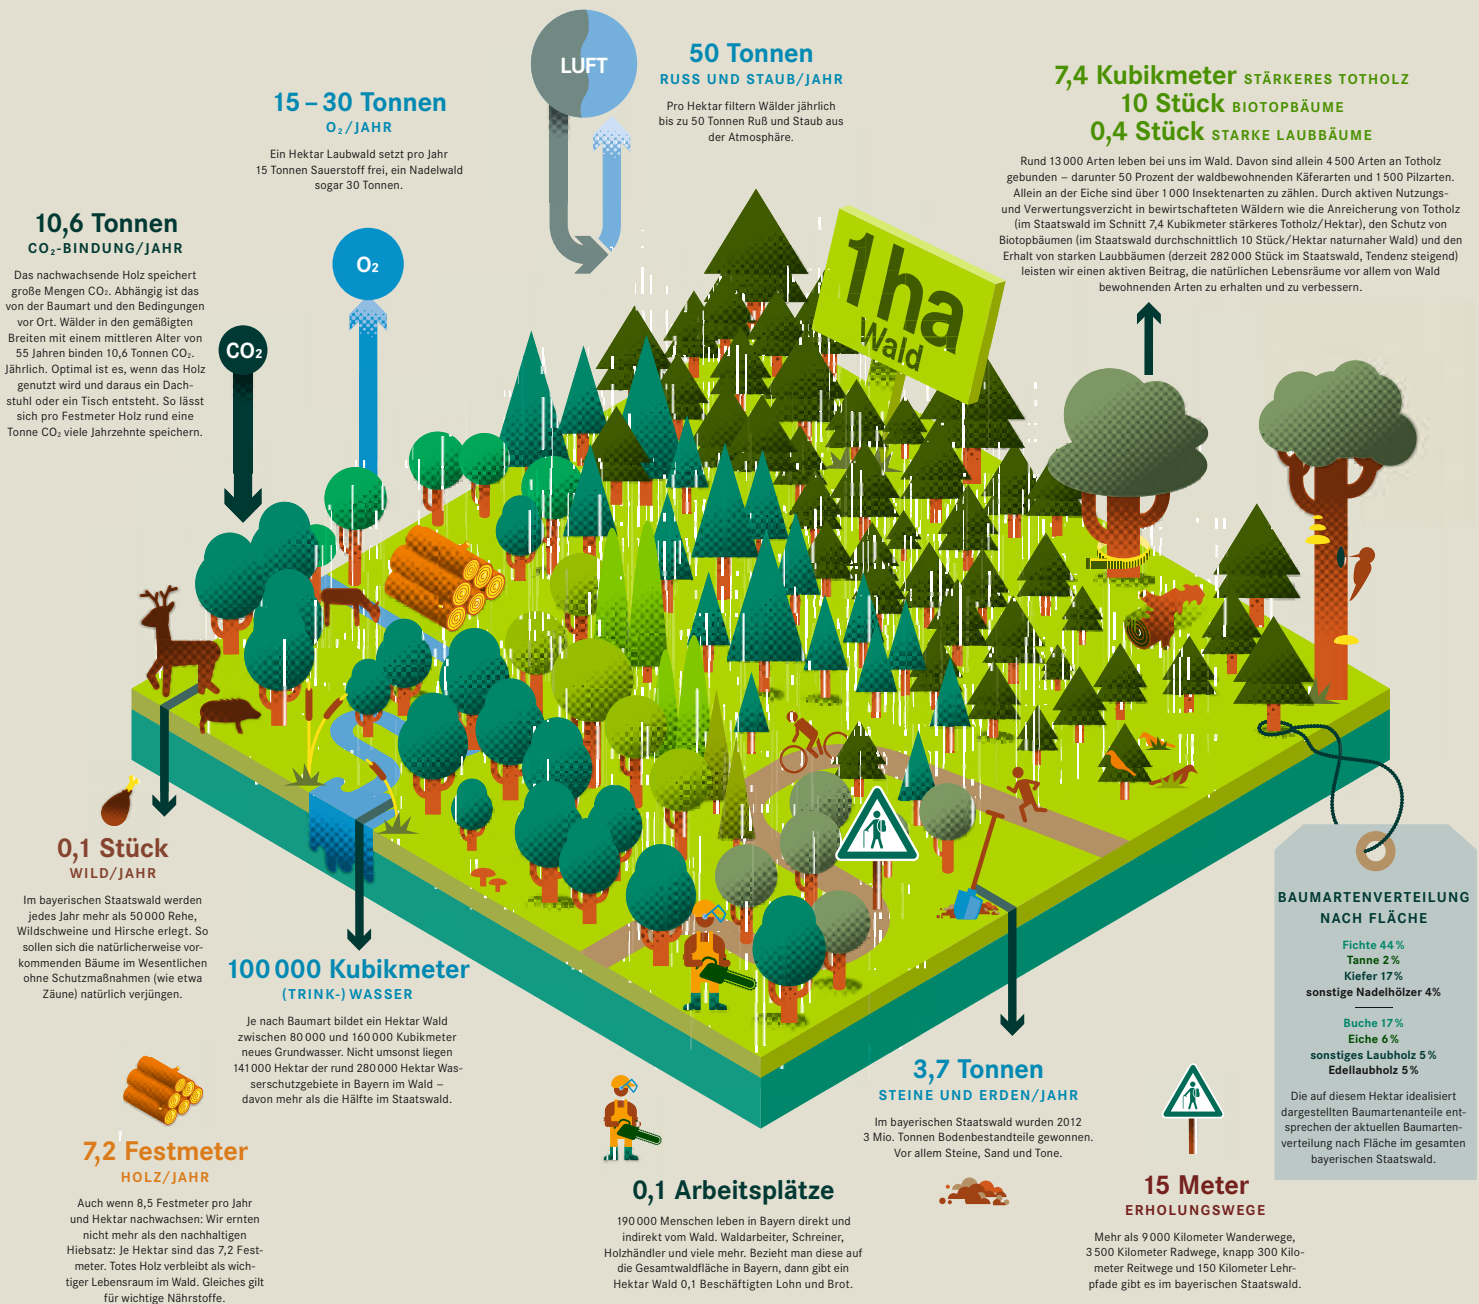 LUFT
50 Tonnen
RUSS UND STAUB/JAHR
Pro Hektar filtern Wälder jährlich
bis zu 50 Tonnen Ruß und Staub aus
der Atmosphäre.
7,4 Kubikmeter STÄRKERES TOTHOLZ
10 Stück BIOTOPBÄUME
0,4 Stück STARKE LAUBBÄUME
Rund 13 000 Arten leben bei uns im Wald. Davon sind allein 4 500 Arten an Totholz
gebunden – darunter 50 Prozent der waldbewohnenden Käferarten und 1 500 Pilzarten.
Allein an der Eiche sind über 1 000 Insektenarten zu zählen. Durch aktiven Nutzungs-
und Verwertungsverzicht in bewirtschafteten Wäldern wie die Anreicherung von Totholz
(im Staatswald im Schnitt 7,4 Kubikmeter stärkeres Totholz/Hektar), den Schutz von
Biotopbäumen (im Staatswald durchschnittlich 10 Stück/Hektar naturnaher Wald) und den
Erhalt von starken Laubbäumen (derzeit 282 000 Stück im Staatswald, Tendenz steigend)
leisten wir einen aktiven Beitrag, die natürlichen Lebensräume vor allem von Wald
bewohnenden Arten zu erhalten und zu verbessern.
15 – 30 Tonnen
O₂/JAHR
Ein Hektar Laubwald setzt pro Jahr
15 Tonnen Sauerstoff frei, ein Nadelwald
sogar 30 Tonnen.
10,6 Tonnen
CO₂-BINDUNG/JAHR
Das nachwachsende Holz speichert
große Mengen CO₂. Abhängig ist das
von der Baumart und den Bedingungen
vor Ort. Wälder in den gemäßigten
Breiten mit einem mittleren Alter von
55 Jahren binden 10,6 Tonnen CO₂.
Jährlich. Optimal ist es, wenn das Holz
genutzt wird und daraus ein Dach-
stuhl oder ein Tisch entsteht. So lässt
sich pro Festmeter Holz rund eine
Tonne CO₂ viele Jahrzehnte speichern.
O₂
CO₂
1 ha
Wald
0,1 Stück
WILD/JAHR
Im bayerischen Staatswald werden
jedes Jahr mehr als 50 000 Rehe,
Wildschweine und Hirsche erlegt. So
sollen sich die natürlicherweise vor-
kommenden Bäume im Wesentlichen
ohne Schutzmaßnahmen (wie etwa
Zäune) natürlich verjüngen.
100 000 Kubikmeter
(TRINK-) WASSER
Je nach Baumart bildet ein Hektar Wald
zwischen 80 000 und 160 000 Kubikmeter
neues Grundwasser. Nicht umsonst liegen
141 000 Hektar der rund 280 000 Hektar Was-
serschutzgebiete in Bayern im Wald –
davon mehr als die Hälfte im Staatswald.
7,2 Festmeter
HOLZ/JAHR
Auch wenn 8,5 Festmeter pro Jahr
und Hektar nachwachsen: Wir ernten
nicht mehr als den nachhaltigen
Hiebsatz: Je Hektar sind das 7,2 Fest-
meter. Totes Holz verbleibt als wich-
tiger Lebensraum im Wald. Gleiches gilt
für wichtige Nährstoffe.
0,1 Arbeitsplätze
190 000 Menschen leben in Bayern direkt und
indirekt vom Wald. Waldarbeiter, Schreiner,
Holzhändler und viele mehr. Bezieht man diese auf
die Gesamtwaldfläche in Bayern, dann gibt ein
Hektar Wald 0,1 Beschäftigten Lohn und Brot.
3,7 Tonnen
STEINE UND ERDEN/JAHR
Im bayerischen Staatswald wurden 2012
3 Mio. Tonnen Bodenbestandteile gewonnen.
Vor allem Steine, Sand und Tone.
15 Meter
ERHOLUNGSWEGE
Mehr als 9 000 Kilometer Wanderwege,
3 500 Kilometer Radwege, knapp 300 Kilo-
meter Reitwege und 150 Kilometer Lehr-
pfade gibt es im bayerischen Staatswald.
BAUMARTENVERTEILUNG
NACH FLÄCHE
Fichte 44 %
Tanne 2 %
Kiefer 17 %
sonstige Nadelhölzer 4%
Buche 17 %
Eiche 6 %
sonstiges Laubholz 5 %
Edellaubholz 5 %
Die auf diesem Hektar idealisiert
dargestellten Baumartenanteile ent-
sprechen der aktuellen Baumarten-
verteilung nach Fläche im gesamten
bayerischen Staatswald.